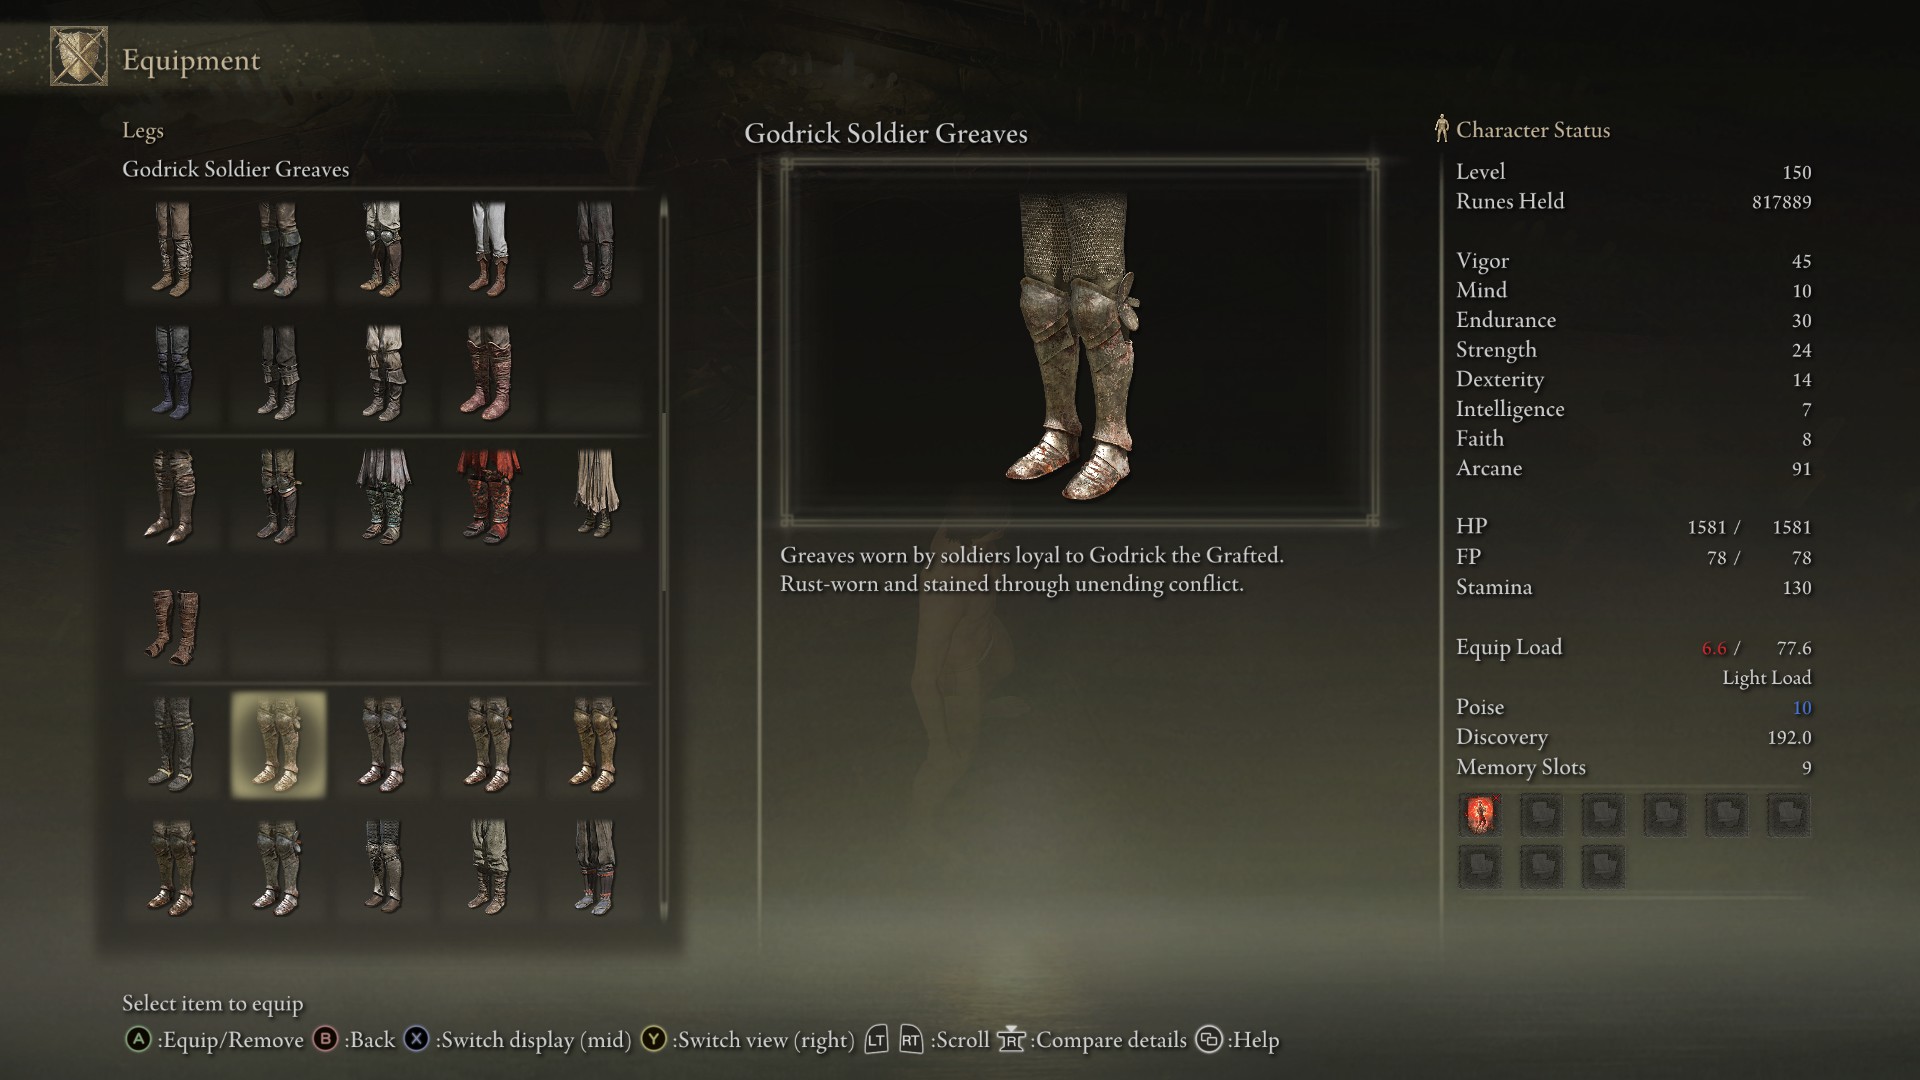 Equipment
Legs
Godrick Soldier Greaves
Godrick Soldier Greaves
Greaves worn by soldiers loyal to Godrick the Grafted.
Rust-worn and stained through unending conflict.
Character Status
Level 150
Runes Held 817889
Vigor 45
Mind 10
Endurance 30
Strength 24
Dexterity 14
Intelligence 7
Faith 8
Arcane 91
HP 1581 / 1581
FP 78 / 78
Stamina 130
Equip Load 6.6 / 77.6
Light Load
Poise 10
Discovery 192.0
Memory Slots 9
Select item to equip
A :Equip/Remove B :Back X :Switch display (mid) Y :Switch view (right) LT RT :Scroll R :Compare details :Help